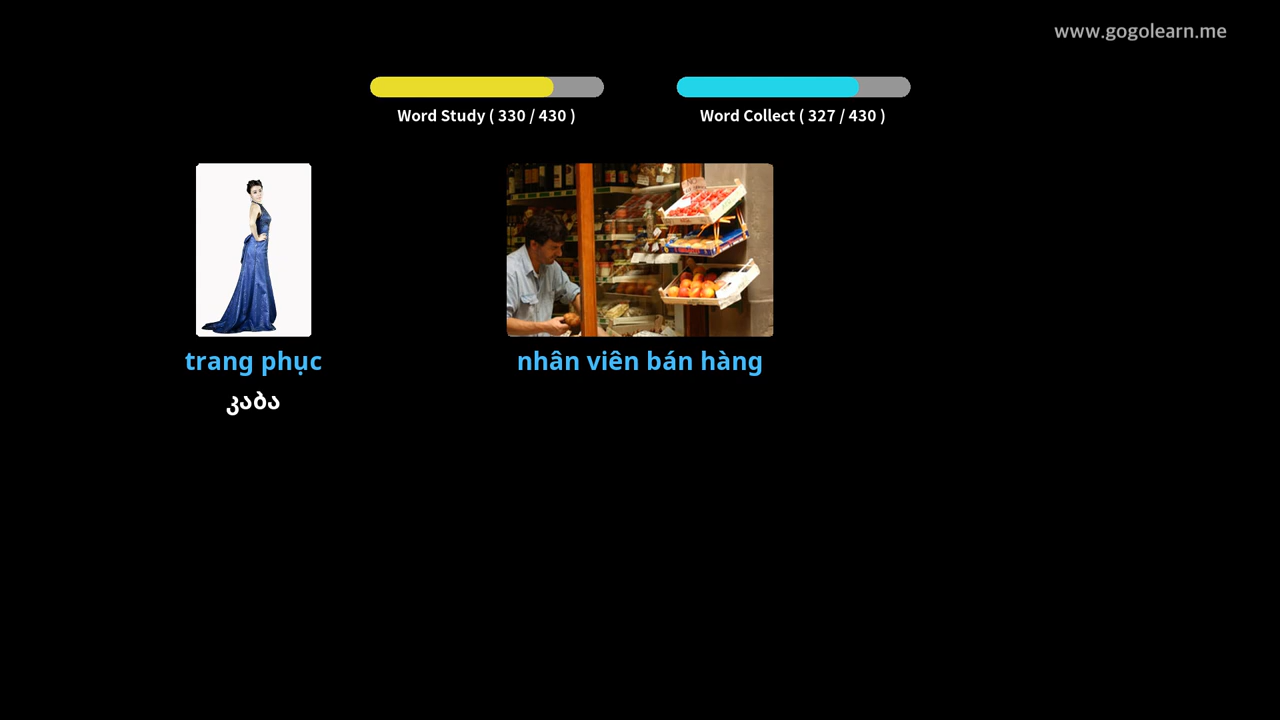 www.gogolearn.me
Word Study ( 330 / 430 )
Word Collect ( 327 / 430 )
trang phục
nhân viên bán hàng
კაბა